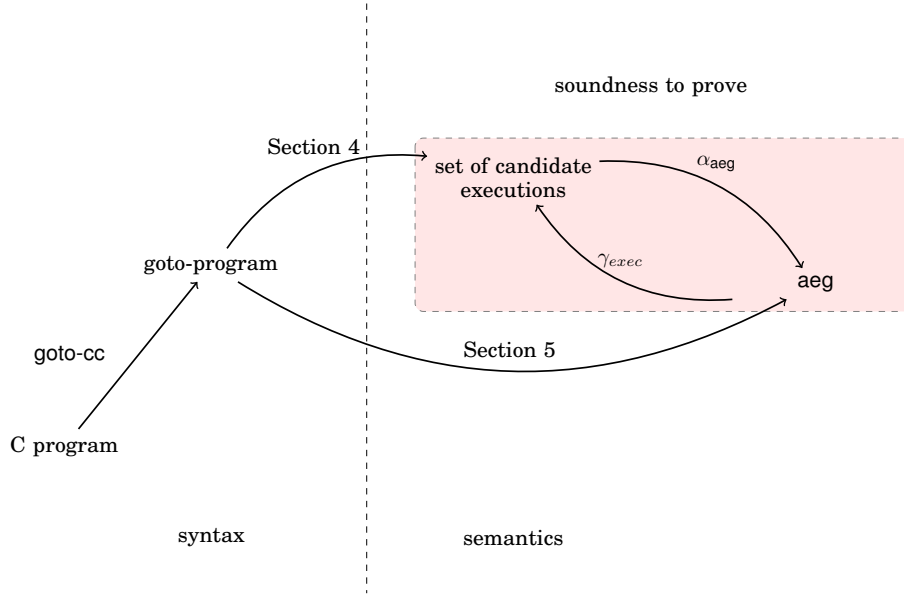 soundness to prove
Section 4
set of candidate
executions
α_aeg
goto-program
γ_exec
aeg
goto-cc
Section 5
C program
syntax
semantics